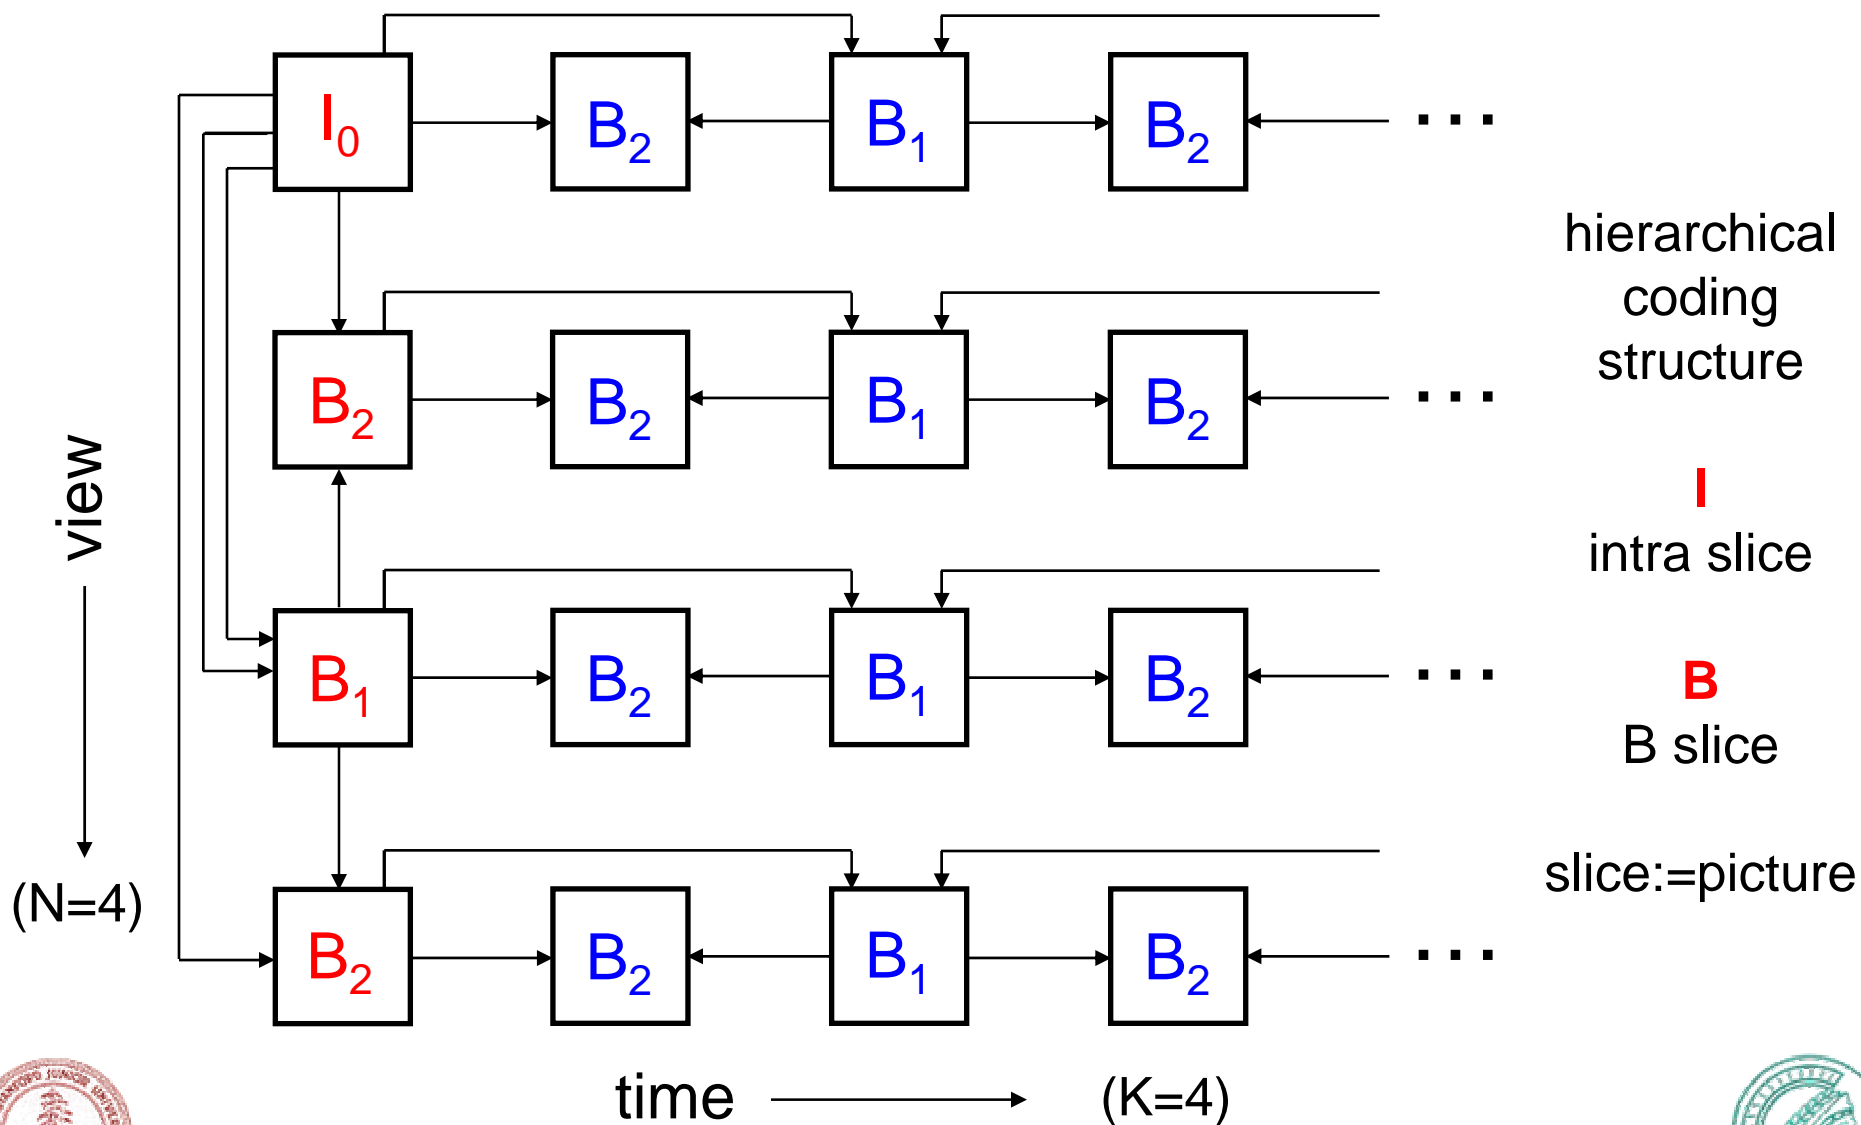 I0 B2 B1 B2 ...
B2 B2 B1 B2 ...
B1 B2 B1 B2 ...
B2 B2 B1 B2 ...
view
(N=4)
time
(K=4)
hierarchical
coding
structure
I
intra slice
B
B slice
slice:=picture